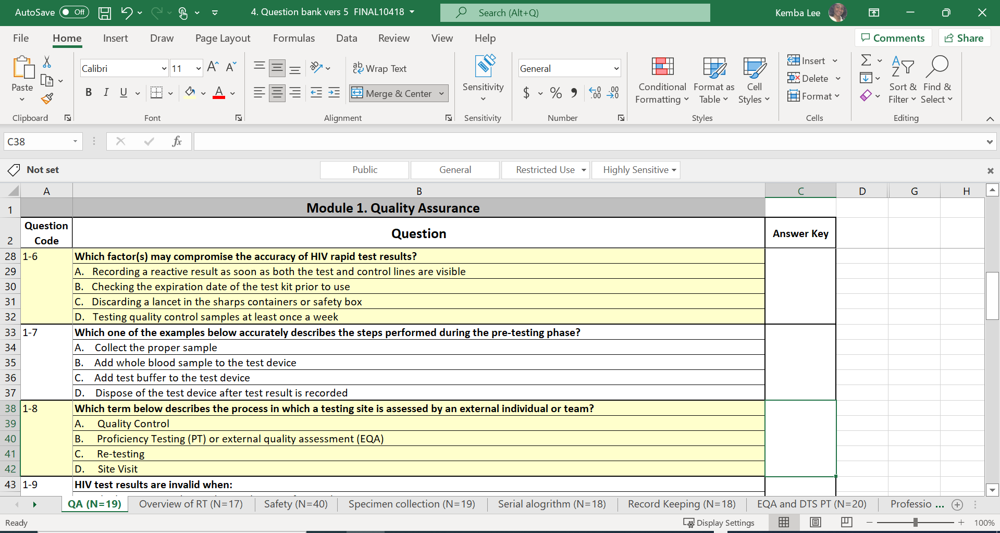 AutoSave Off 4. Question bank vers 5 FINAL10418 Search (Alt+Q) Kemba Lee
File Home Insert Draw Page Layout Formulas Data Review View Help Comments Share
Calibri 11 ab Wrap Text General Insert
Paste Sensitivity Conditional Formatting Format as Table Cell Styles Delete Sort & Filter Find & Select
B I U A Merge & Center $ % Format
Clipboard Font Alignment Sensitivity Number Styles Cells Editing
C38 fx
Not set Public General Restricted Use Highly Sensitive
A B C D G H
1 Module 1. Quality Assurance
2 Question Code Question Answer Key
28 1-6 Which factor(s) may compromise the accuracy of HIV rapid test results?
29 A. Recording a reactive result as soon as both the test and control lines are visible
30 B. Checking the expiration date of the test kit prior to use
31 C. Discarding a lancet in the sharps containers or safety box
32 D. Testing quality control samples at least once a week
33 1-7 Which one of the examples below accurately describes the steps performed during the pre-testing phase?
34 A. Collect the proper sample
35 B. Add whole blood sample to the test device
36 C. Add test buffer to the test device
37 D. Dispose of the test device after test result is recorded
38 1-8 Which term below describes the process in which a testing site is assessed by an external individual or team?
39 A. Quality Control
40 B. Proficiency Testing (PT) or external quality assessment (EQA)
41 C. Re-testing
42 D. Site Visit
43 1-9 HIV test results are invalid when:
QA (N=19) Overview of RT (N=17) Safety (N=40) Specimen collection (N=19) Serial alogrithm (N=18) Record Keeping (N=18) EQA and DTS PT (N=20) Professio ...
Ready Display Settings 100%